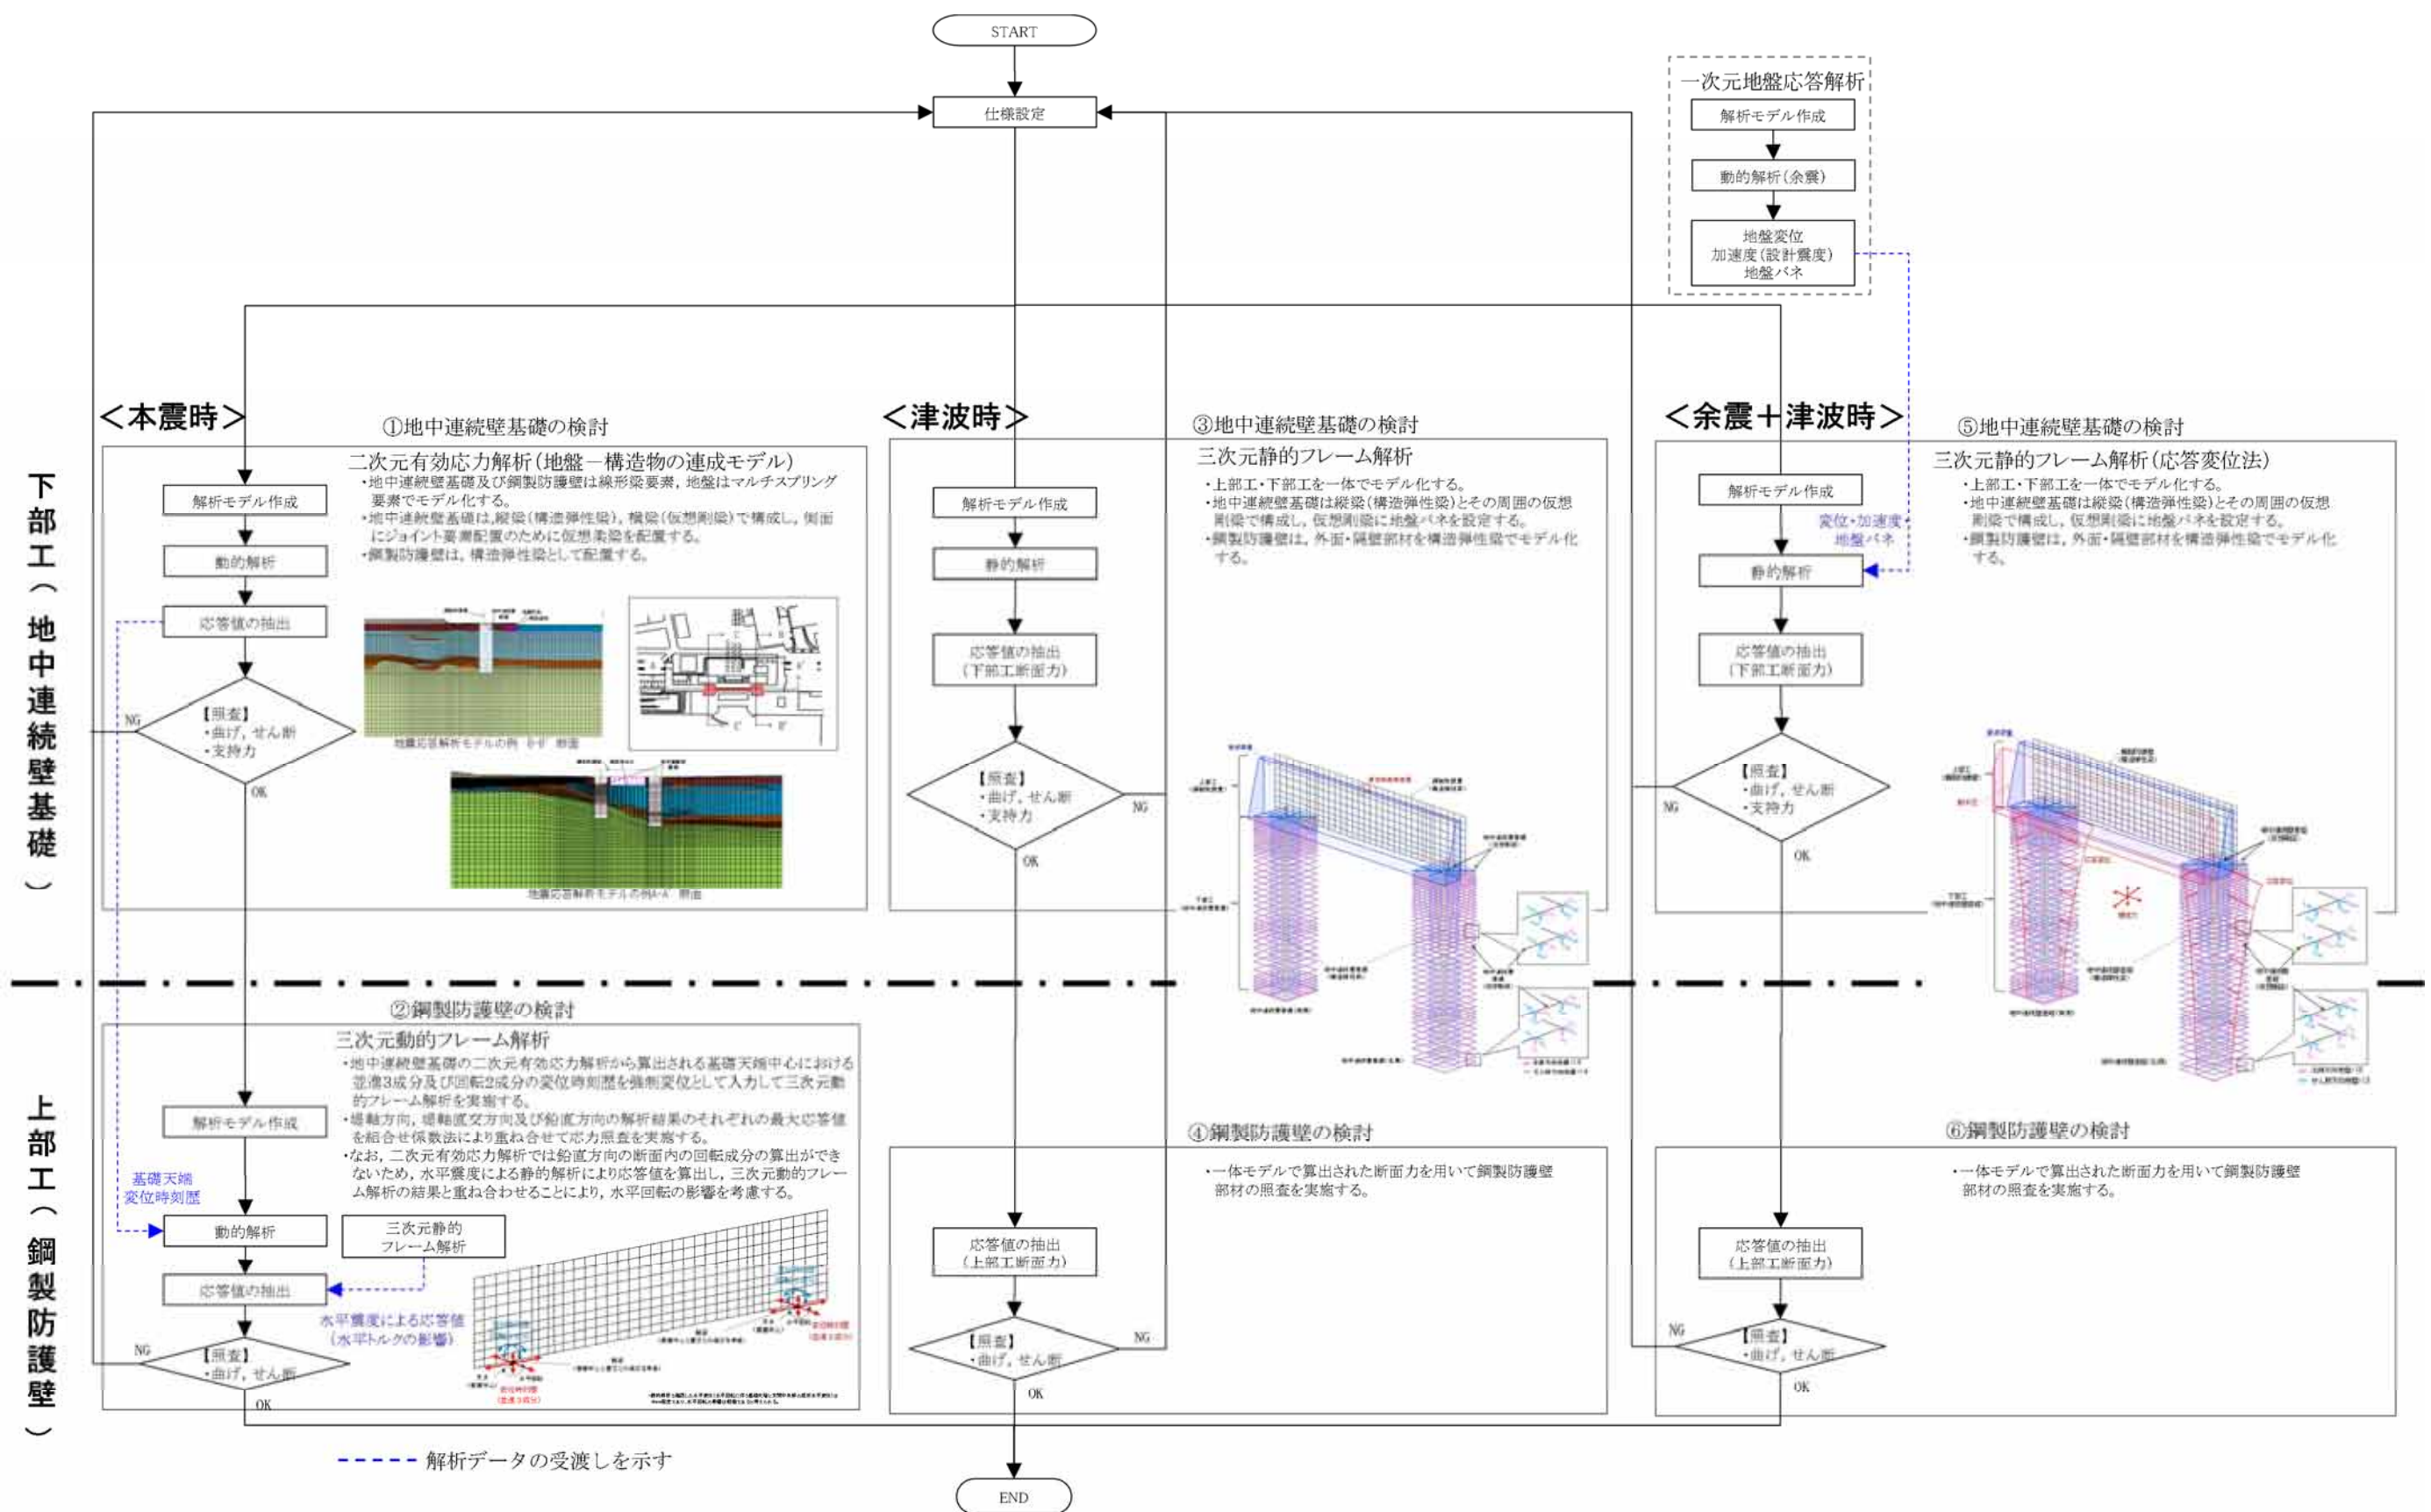 START
仕様設定
一次元地盤応答解析
解析モデル作成
動的解析(余震)
地盤変位
加速度(設計震度)
地盤バネ
下部工(地中連続壁基礎)
<本震時>
①地中連続壁基礎の検討
二次元有効応力解析(地盤-構造物の連成モデル)
・地中連続壁基礎及び鋼製防護壁は線形梁要素,地盤はマルチスプリング
要素でモデル化する。
・地中連続壁基礎は,縦梁(構造弾性梁),横梁(仮想剛梁)で構成し,側面
にジョイント要素配置のために仮想柔梁を配置する。
・鋼製防護壁は,構造弾性梁として配置する。
解析モデル作成
動的解析
応答値の抽出
【照査】
・曲げ,せん断
・支持力
NG
OK
<津波時>
③地中連続壁基礎の検討
三次元静的フレーム解析
・上部工・下部工を一体でモデル化する。
・地中連続壁基礎は縦梁(構造弾性梁)とその周囲の仮想
剛梁で構成し,仮想剛梁に地盤バネを設定する。
・鋼製防護壁は,外面・隔壁部材を構造弾性梁でモデル化
する。
解析モデル作成
静的解析
応答値の抽出
(下部工断面力)
【照査】
・曲げ,せん断
・支持力
NG
OK
<余震+津波時>
⑤地中連続壁基礎の検討
三次元静的フレーム解析(応答変位法)
・上部工・下部工を一体でモデル化する。
・地中連続壁基礎は縦梁(構造弾性梁)とその周囲の仮想
剛梁で構成し,仮想剛梁に地盤バネを設定する。
・鋼製防護壁は,外面・隔壁部材を構造弾性梁でモデル化
する。
解析モデル作成
変位・加速度
地盤バネ
静的解析
応答値の抽出
(下部工断面力)
【照査】
・曲げ,せん断
・支持力
NG
OK
上部工(鋼製防護壁)
②鋼製防護壁の検討
三次元動的フレーム解析
・地中連続壁基礎の二次元有効応力解析から算出される基礎天端中心における
並進3成分及び回転2成分の変位時刻歴を強制変位として入力して三次元動
的フレーム解析を実施する。
・堤軸方向,堤軸直交方向及び鉛直方向の解析結果のそれぞれの最大応答値
を組合せ係数法により重ね合せて応力照査を実施する。
・なお,二次元有効応力解析では鉛直方向の断面内の回転成分の算出ができ
ないため,水平震度による静的解析により応答値を算出し,三次元動的フレー
ム解析の結果と重ね合わせることにより,水平回転の影響を考慮する。
解析モデル作成
基礎天端
変位時刻歴
動的解析
三次元静的
フレーム解析
応答値の抽出
水平震度による応答値
(水平トルクの影響)
【照査】
・曲げ,せん断
NG
OK
④鋼製防護壁の検討
・一体モデルで算出された断面力を用いて鋼製防護壁
部材の照査を実施する。
応答値の抽出
(上部工断面力)
【照査】
・曲げ,せん断
NG
OK
⑥鋼製防護壁の検討
・一体モデルで算出された断面力を用いて鋼製防護壁
部材の照査を実施する。
応答値の抽出
(上部工断面力)
【照査】
・曲げ,せん断
NG
OK
解析データの受渡しを示す
END